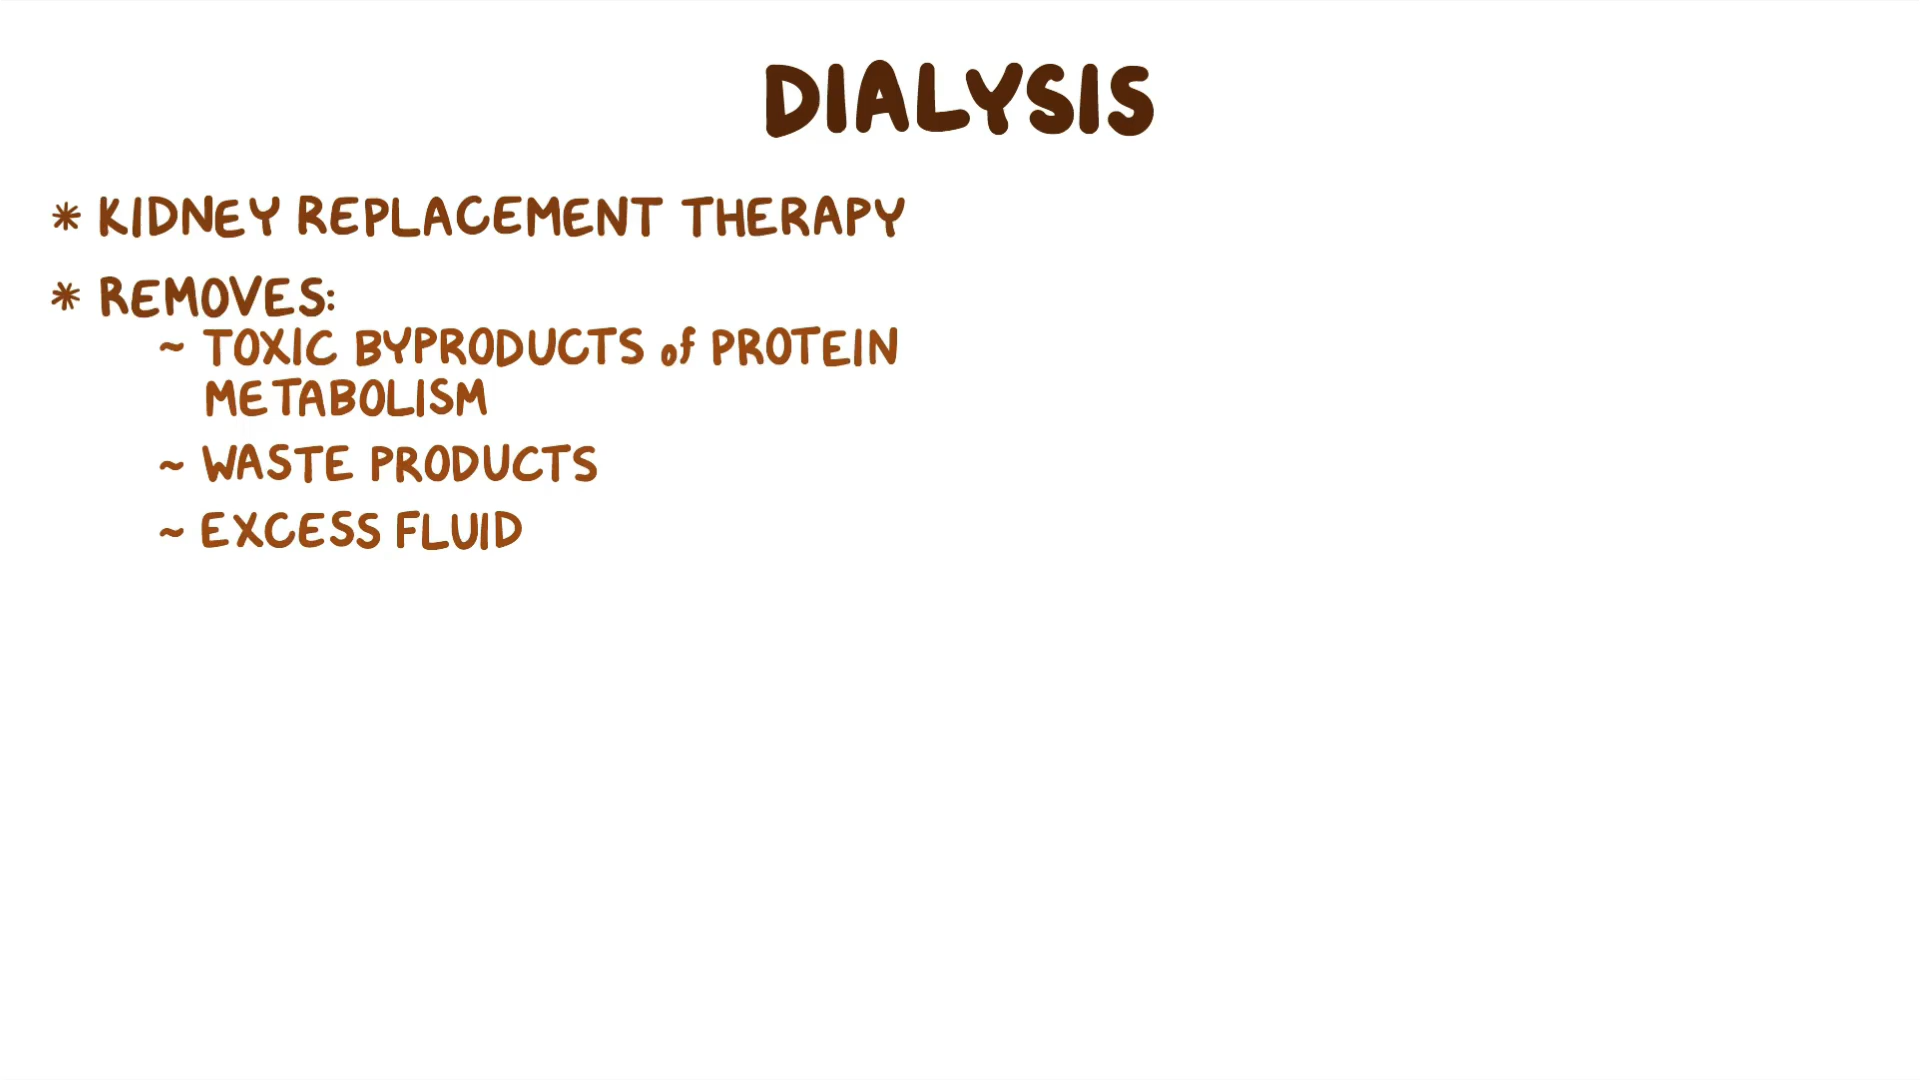 DIALYSIS
* KIDNEY REPLACEMENT THERAPY
* REMOVES:
~ TOXIC BYPRODUCTS of PROTEIN
METABOLISM
~ WASTE PRODUCTS
~ EXCESS FLUID